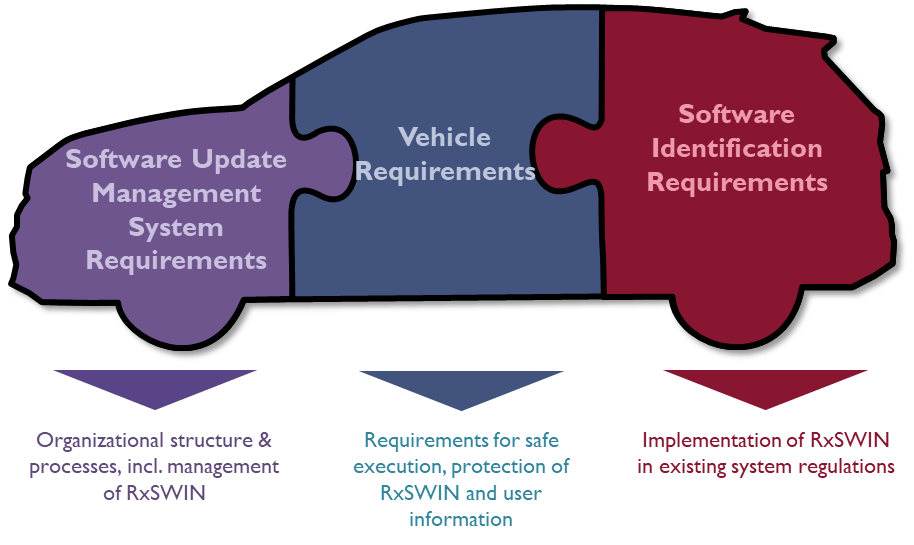 Software Update
Management
System
Requirements
Vehicle
Requirements
Software
Identification
Requirements
Organizational structure &
processes, incl. management
of RxSWIN
Requirements for safe
execution, protection of
RxSWIN and user
information
Implementation of RxSWIN
in existing system regulations